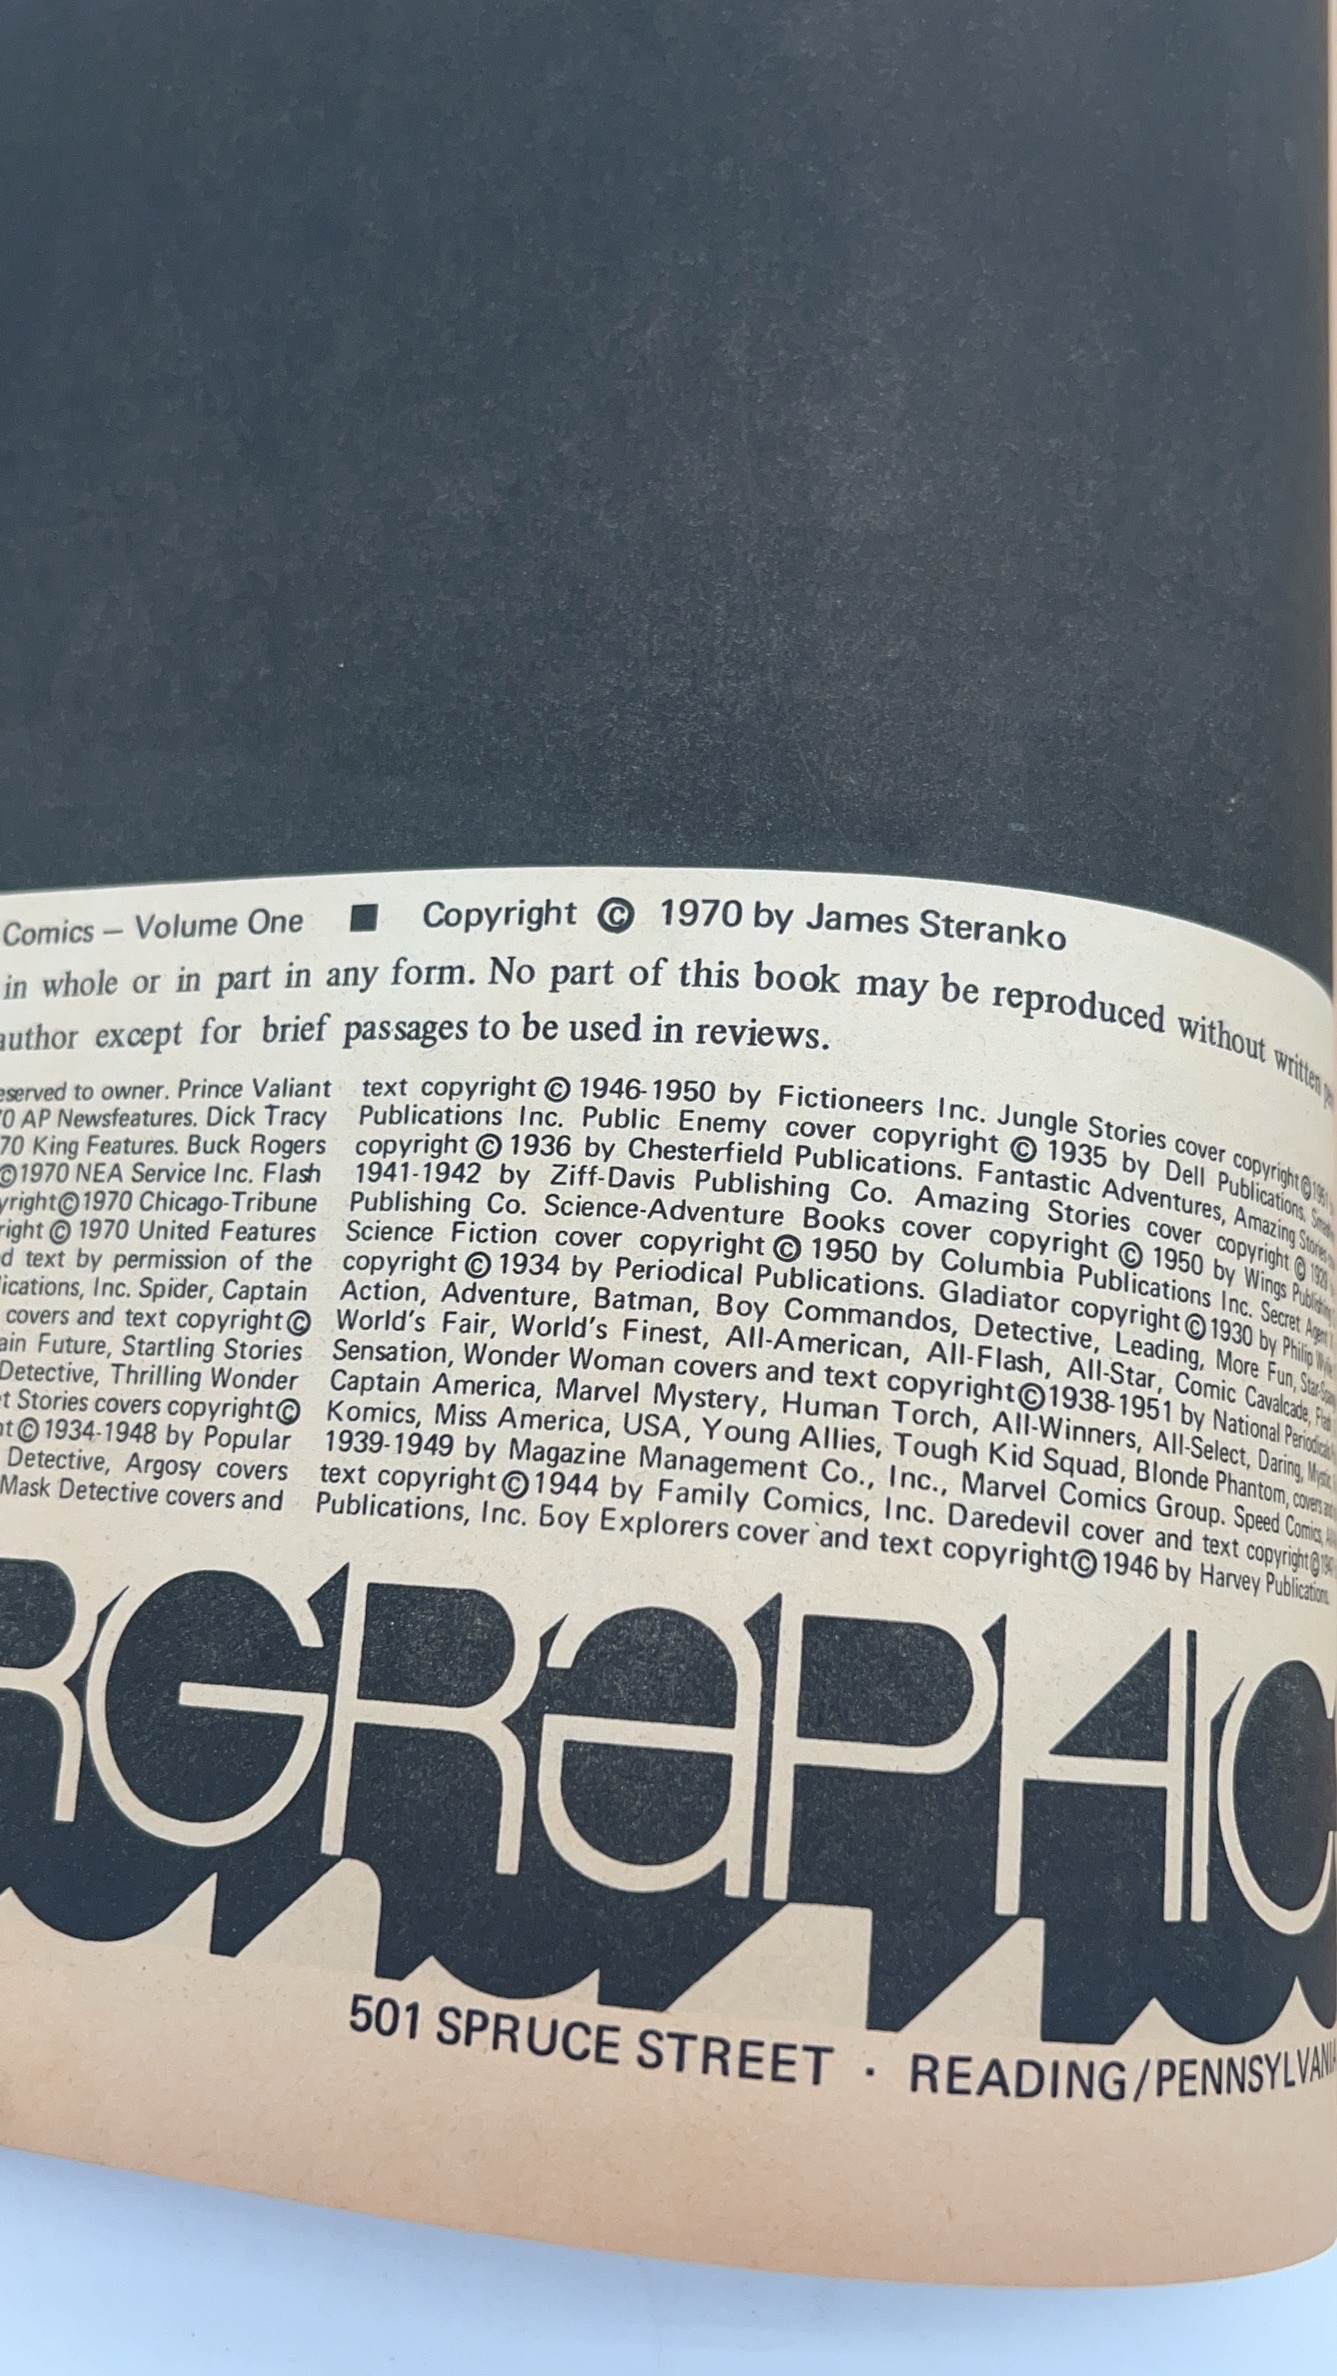 Comics – Volume One ■ Copyright © 1970 by James Steranko
in whole or in part in any form. No part of this book may be reproduced without written
author except for brief passages to be used in reviews.
served to owner. Prince Valiant
0 AP Newsfeatures. Dick Tracy
70 King Features. Buck Rogers
©1970 NEA Service Inc. Flash
yright©1970 Chicago-Tribune
right © 1970 United Features
d text by permission of the
lications, Inc. Spider, Captain
covers and text copyright©
ain Future, Startling Stories
Detective, Thrilling Wonder
t Stories covers copyright©
t©1934-1948 by Popular
Detective, Argosy covers
Mask Detective covers and
text copyright © 1946-1950 by Fictioneers Inc. Jungle Stories cover copyright©
Publications Inc. Public Enemy cover copyright © 1935 by Dell Publications.
copyright © 1936 by Chesterfield Publications. Fantastic Adventures, Amazing Stories
1941-1942 by Ziff-Davis Publishing Co. Amazing Stories cover copyright ©
Publishing Co. Science-Adventure Books cover copyright © 1950 by Wings Publishing
Science Fiction cover copyright © 1950 by Columbia Publications Inc. Secret Agent
copyright © 1934 by Periodical Publications. Gladiator copyright © 1930 by Philip
Action, Adventure, Batman, Boy Commandos, Detective, Leading, More Fun,
World's Fair, World's Finest, All-American, All-Flash, All-Star, Comic Cavalcade,
Sensation, Wonder Woman covers and text copyright©1938-1951 by National
Captain America, Marvel Mystery, Human Torch, All-Winners, All-Select, Daring,
Komics, Miss America, USA, Young Allies, Tough Kid Squad, Blonde Phantom, covers
1939-1949 by Magazine Management Co., Inc., Marvel Comics Group. Speed Comics,
text copyright©1944 by Family Comics, Inc. Daredevil cover and text copyright©
Publications, Inc. Boy Explorers cover and text copyright©1946 by Harvey Publications.
RGRAPHIC
501 SPRUCE STREET · READING/PENNSYLVANIA